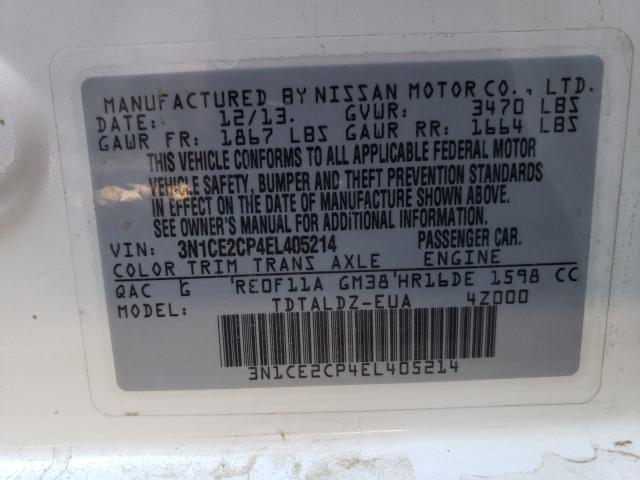 MANUFACTURED BY NISSAN MOTOR CO., LTD.
DATE: 12/13. GVWR: 3470 LBS
GAWR FR: 1867 LBS GAWR RR: 1664 LBS
THIS VEHICLE CONFORMS TO ALL APPLICABLE FEDERAL MOTOR
VEHICLE SAFETY, BUMPER AND THEFT PREVENTION STANDARDS
IN EFFECT ON THE DATE OF MANUFACTURE SHOWN ABOVE.
SEE OWNER'S MANUAL FOR ADDITIONAL INFORMATION.
VIN: 3N1CE2CP4EL405214 PASSENGER CAR.
COLOR TRIM TRANS AXLE ENGINE
QAC G 'RE0F11A GM38'HR16DE 1598 CC
MODEL: TDTALDZ-EUA 4Z000
3N1CE2CP4EL405214